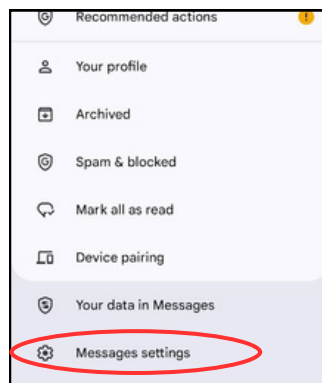 Recommended actions
Your profile
Archived
Spam & blocked
Mark all as read
Device pairing
Your data in Messages
Messages settings